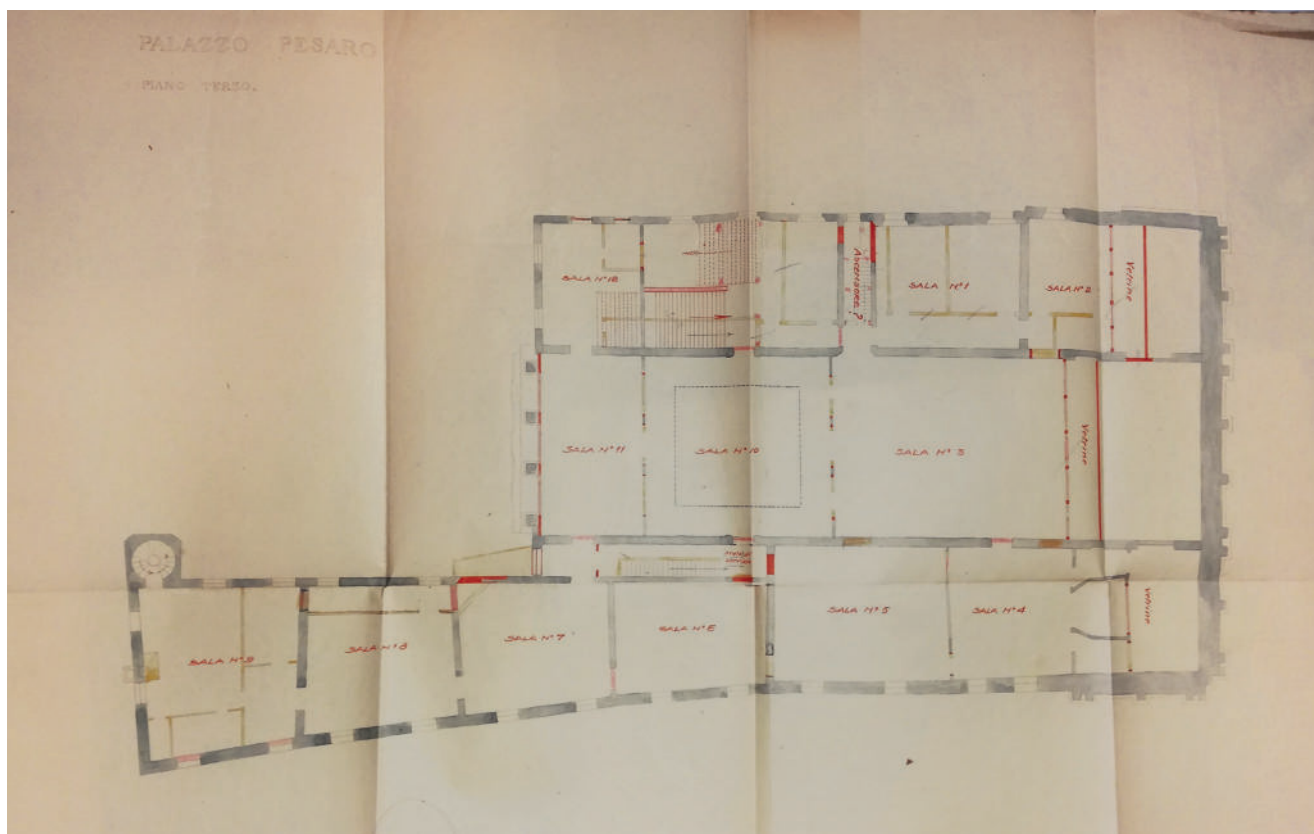 PALAZZO PESARO
PIANO TERZO.
SALA N° 12
ASCENSORE?
SALA N° 1
SALA N° 2
Vetrine
SALA N° 11
SALA N° 10
SALA N° 3
Vetrine
SALA N° 9
SALA N° 8
SALA N° 7
SALA N° 6
SALA N° 5
SALA N° 4
Vetrine